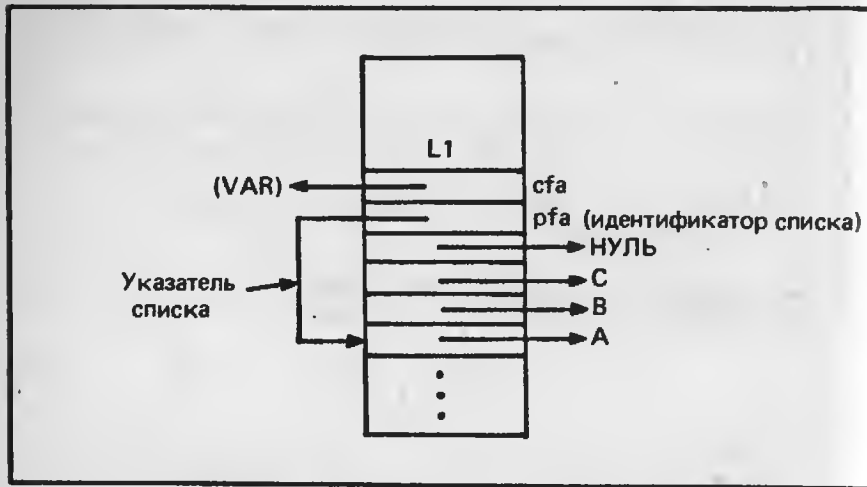 L1
(VAR)
cfa
pfa (идентификатор списка)
НУЛЬ
Указатель
списка
C
B
A